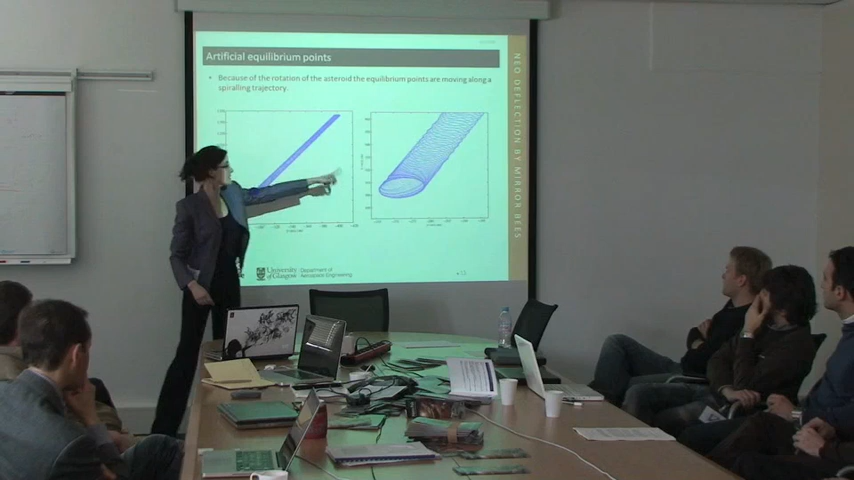 Artificial equilibrium points
• Because of the rotation of the asteroid the equilibrium points are moving along a
spiralling trajectory.
NEO DEFLECTION BY MIRROR BEES
University of Glasgow
Department of
Aerospace Engineering